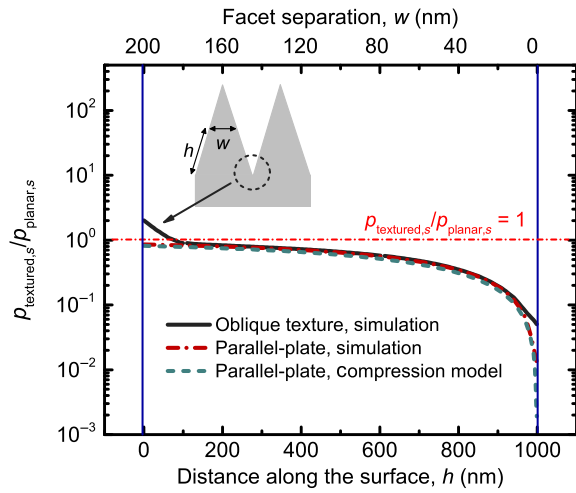 Facet separation, w (nm)
200 160 120 80 40 0
10²
10¹
10⁰
10⁻¹
10⁻²
10⁻³
p_textured,s/p_planar,s
h
w
p_textured,s/p_planar,s = 1
Oblique texture, simulation
Parallel-plate, simulation
Parallel-plate, compression model
0 200 400 600 800 1000
Distance along the surface, h (nm)